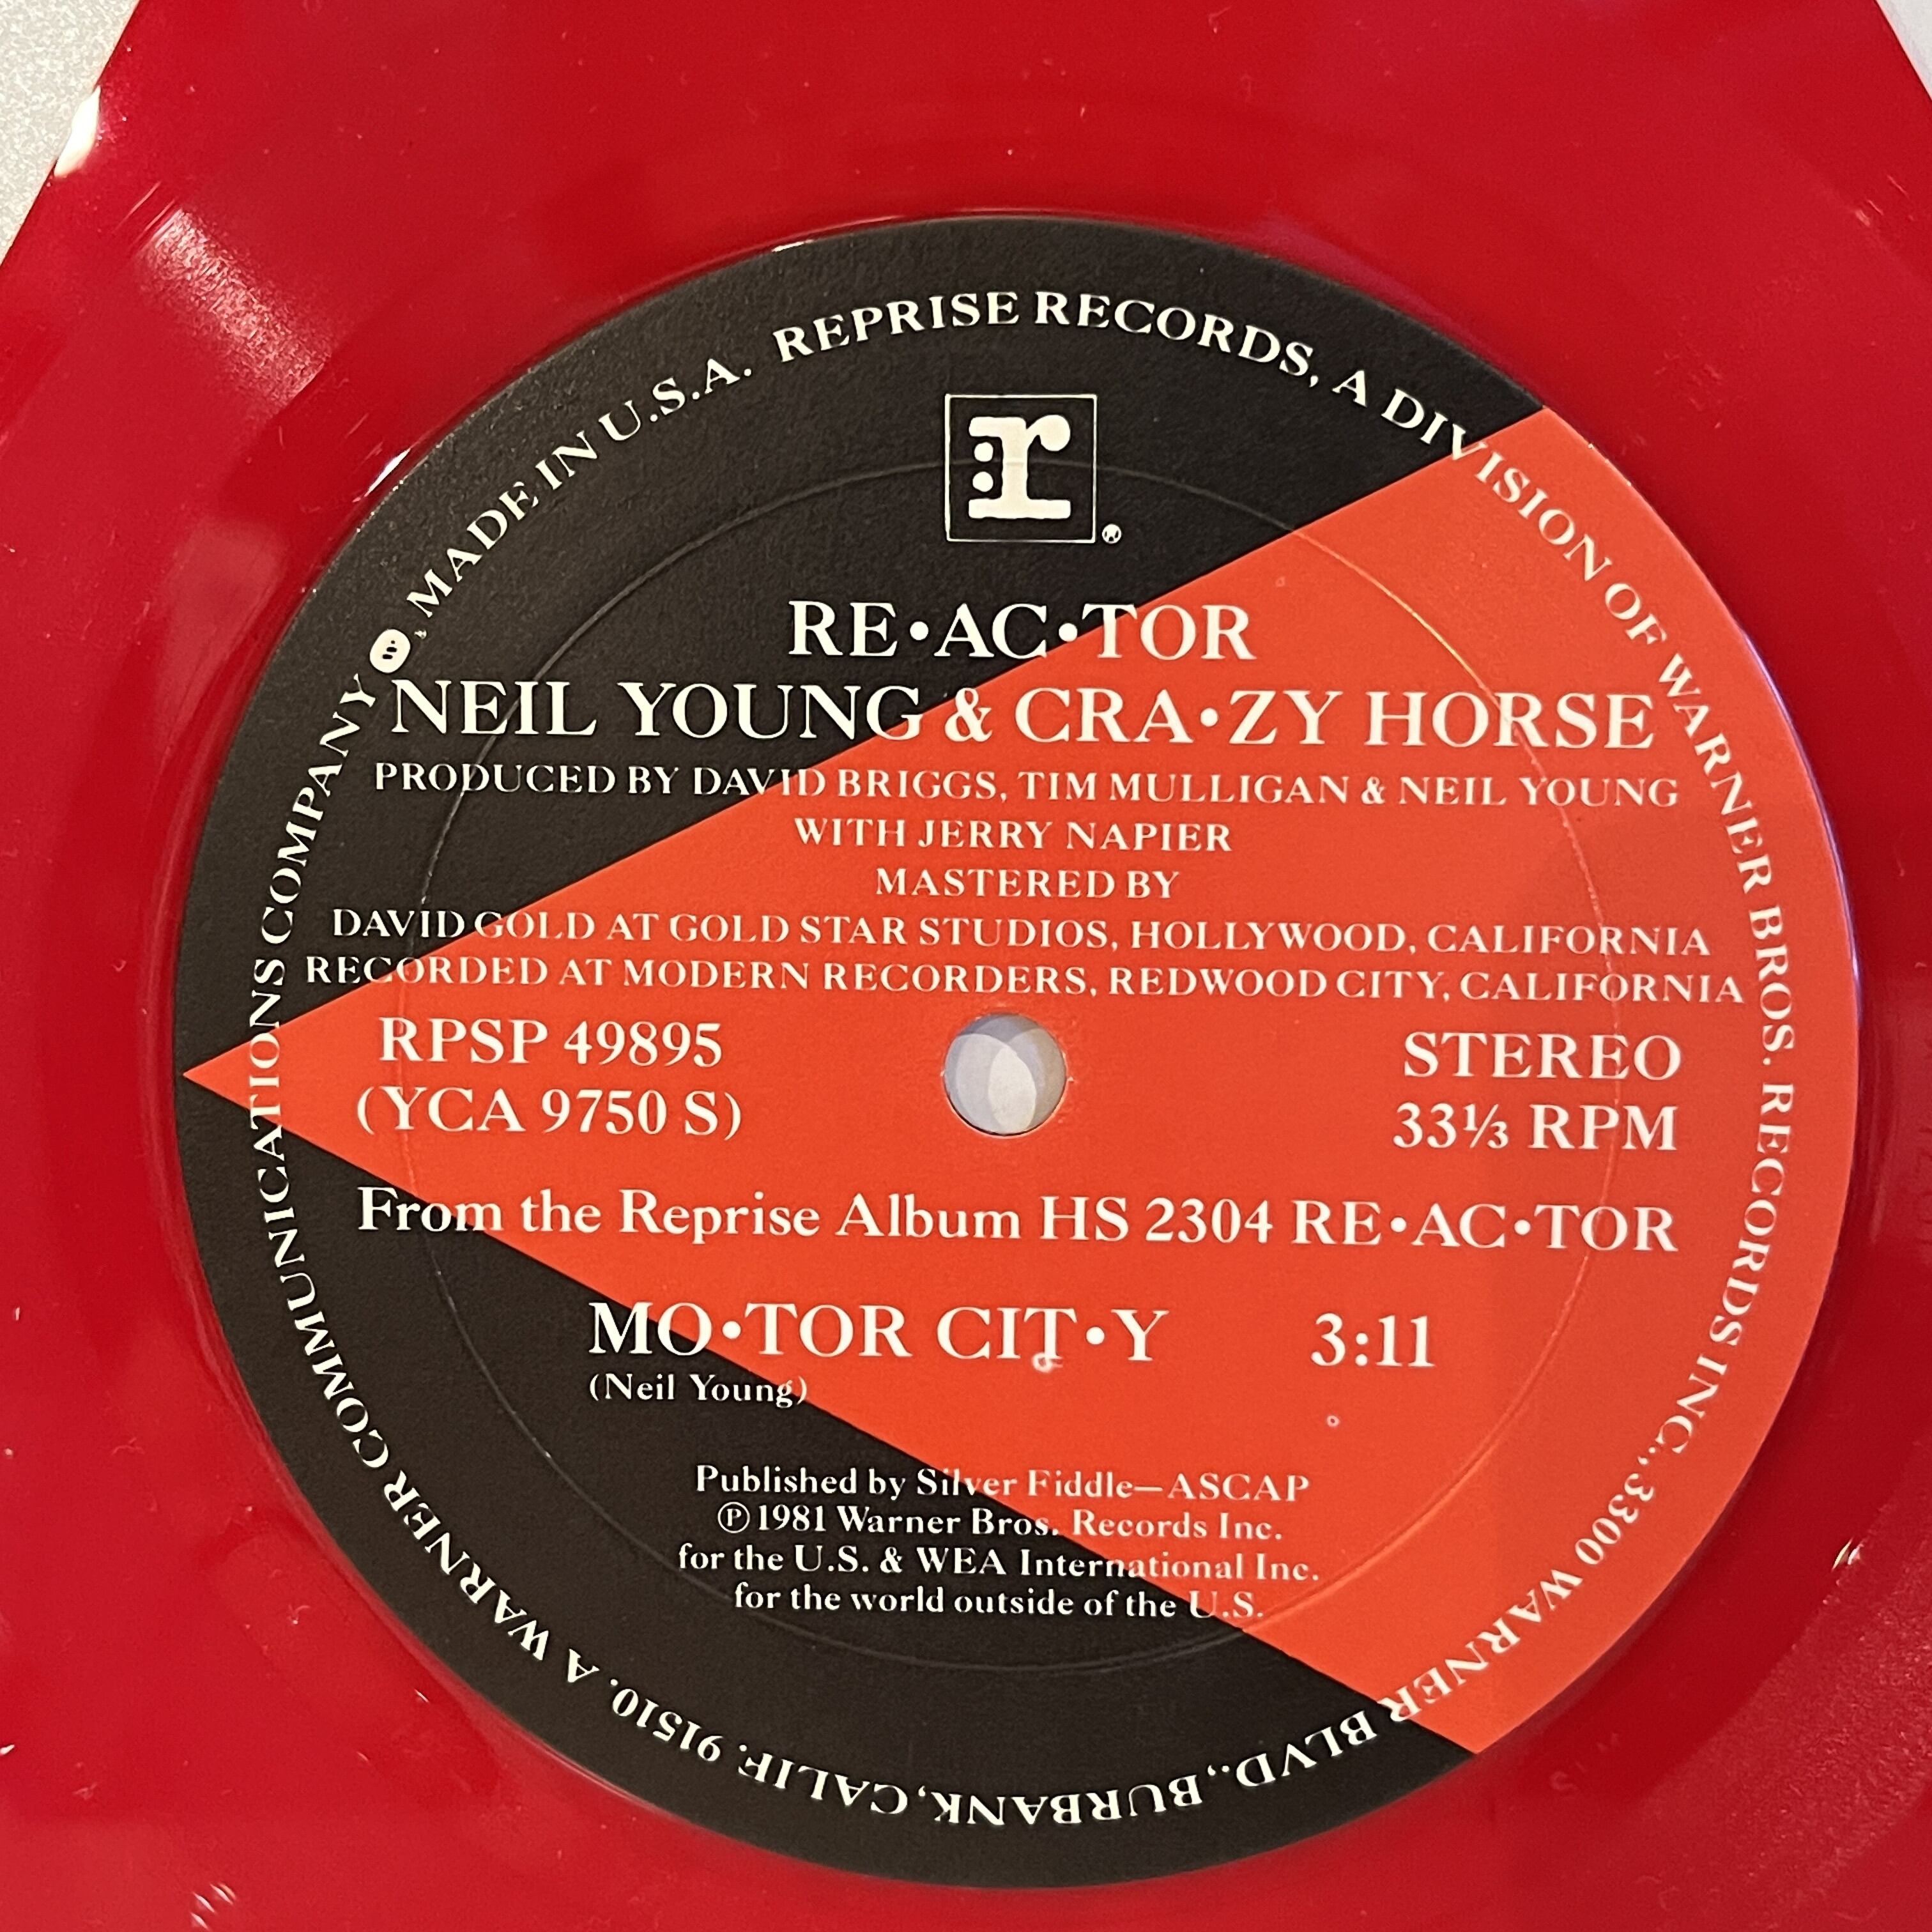 MADE IN U.S.A. REPRISE RECORDS, A DIVISION OF WARNER BROS. RECORDS INC., 3300 WARNER BLVD., BURBANK, CALIF. 91510. A WARNER COMMUNICATIONS COMPANY
r
®
RE•AC•TOR
NEIL YOUNG & CRA•ZY HORSE
PRODUCED BY DAVID BRIGGS, TIM MULLIGAN & NEIL YOUNG
WITH JERRY NAPIER
MASTERED BY
DAVID GOLD AT GOLD STAR STUDIOS, HOLLYWOOD, CALIFORNIA
RECORDED AT MODERN RECORDERS, REDWOOD CITY, CALIFORNIA
RPSP 49895
(YCA 9750 S)
STEREO
33⅓ RPM
From the Reprise Album HS 2304 RE•AC•TOR
MO•TOR CIT•Y 3:11
(Neil Young)
Published by Silver Fiddle—ASCAP
℗1981 Warner Bros. Records Inc.
for the U.S. & WEA International Inc.
for the world outside of the U.S.